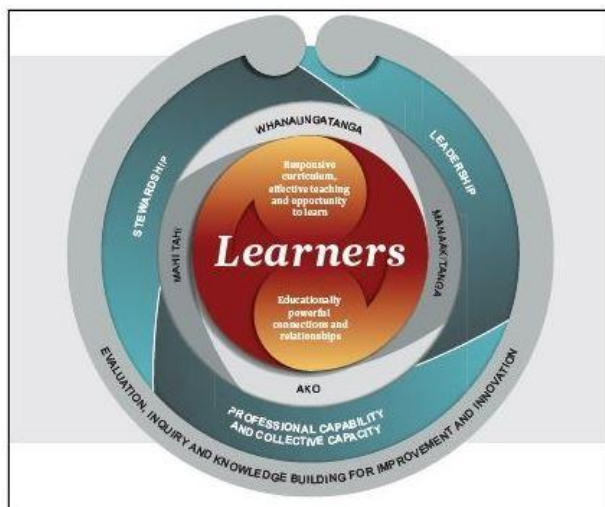 WHANAUNGATANGA
LEADERSHIP
STEWARDSHIP
Responsive
curriculum,
effective teaching
and opportunity
to learn
MAHI TAHI
MANAAKITANGA
Learners
Educationally
powerful
connections and
relationships
AKO
PROFESSIONAL CAPABILITY
AND COLLECTIVE CAPACITY
EVALUATION, INQUIRY AND KNOWLEDGE BUILDING FOR IMPROVEMENT AND INNOVATION